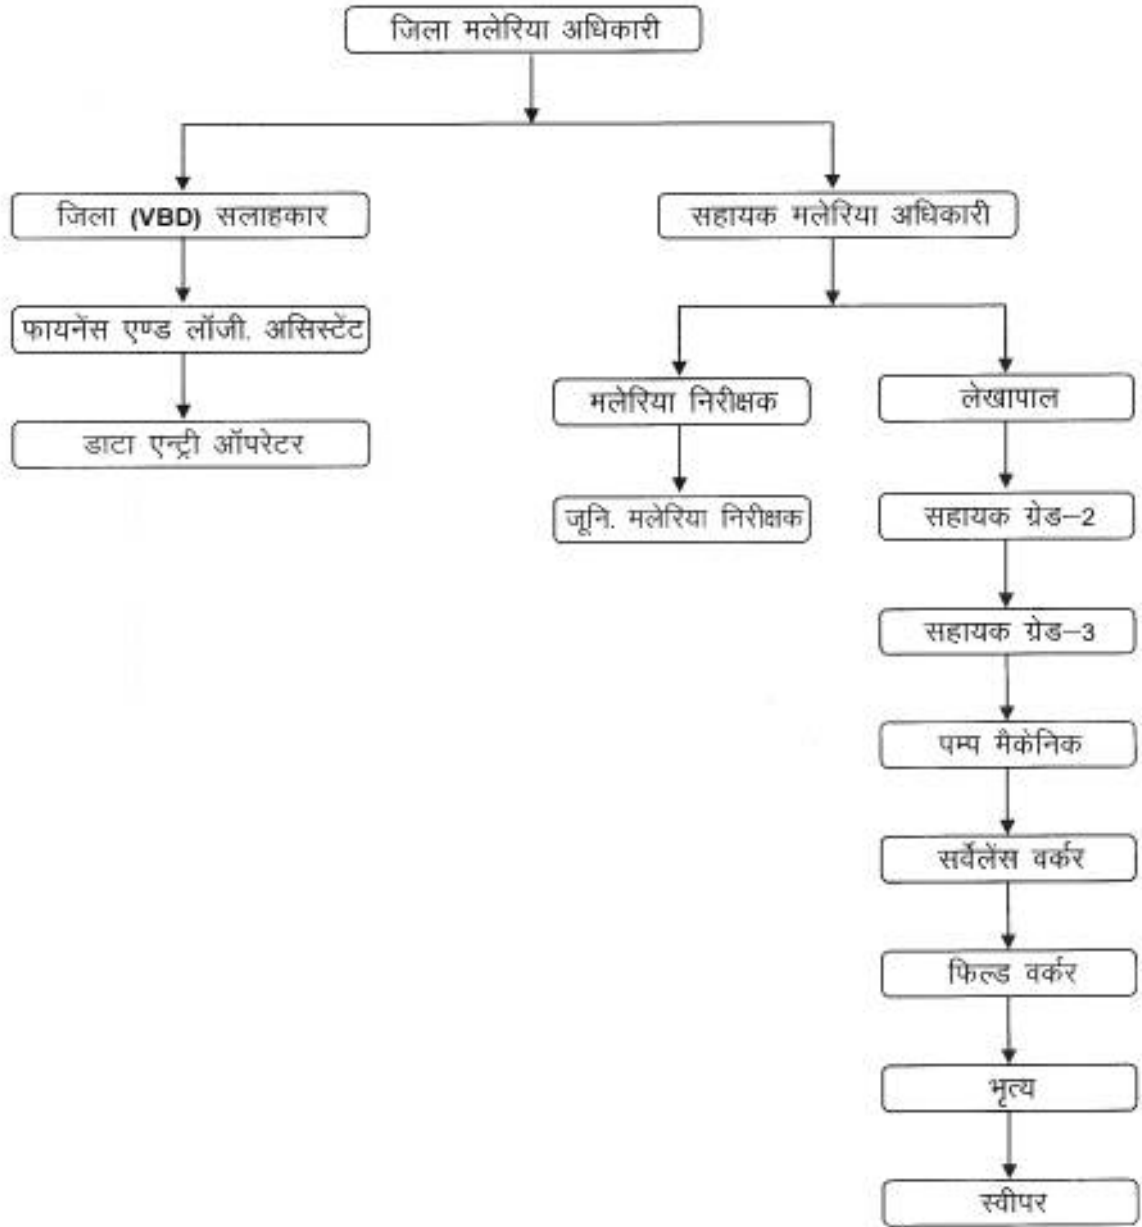 जिला मलेरिया अधिकारी
जिला (VBD) सलाहकार
सहायक मलेरिया अधिकारी
फायनेंस एण्ड लॉजी. असिस्टेंट
मलेरिया निरीक्षक
लेखापाल
डाटा एन्ट्री ऑपरेटर
जूनि. मलेरिया निरीक्षक
सहायक ग्रेड–2
सहायक ग्रेड–3
पम्प मैकेनिक
सर्वेलेंस वर्कर
फिल्ड वर्कर
भृत्य
स्वीपर